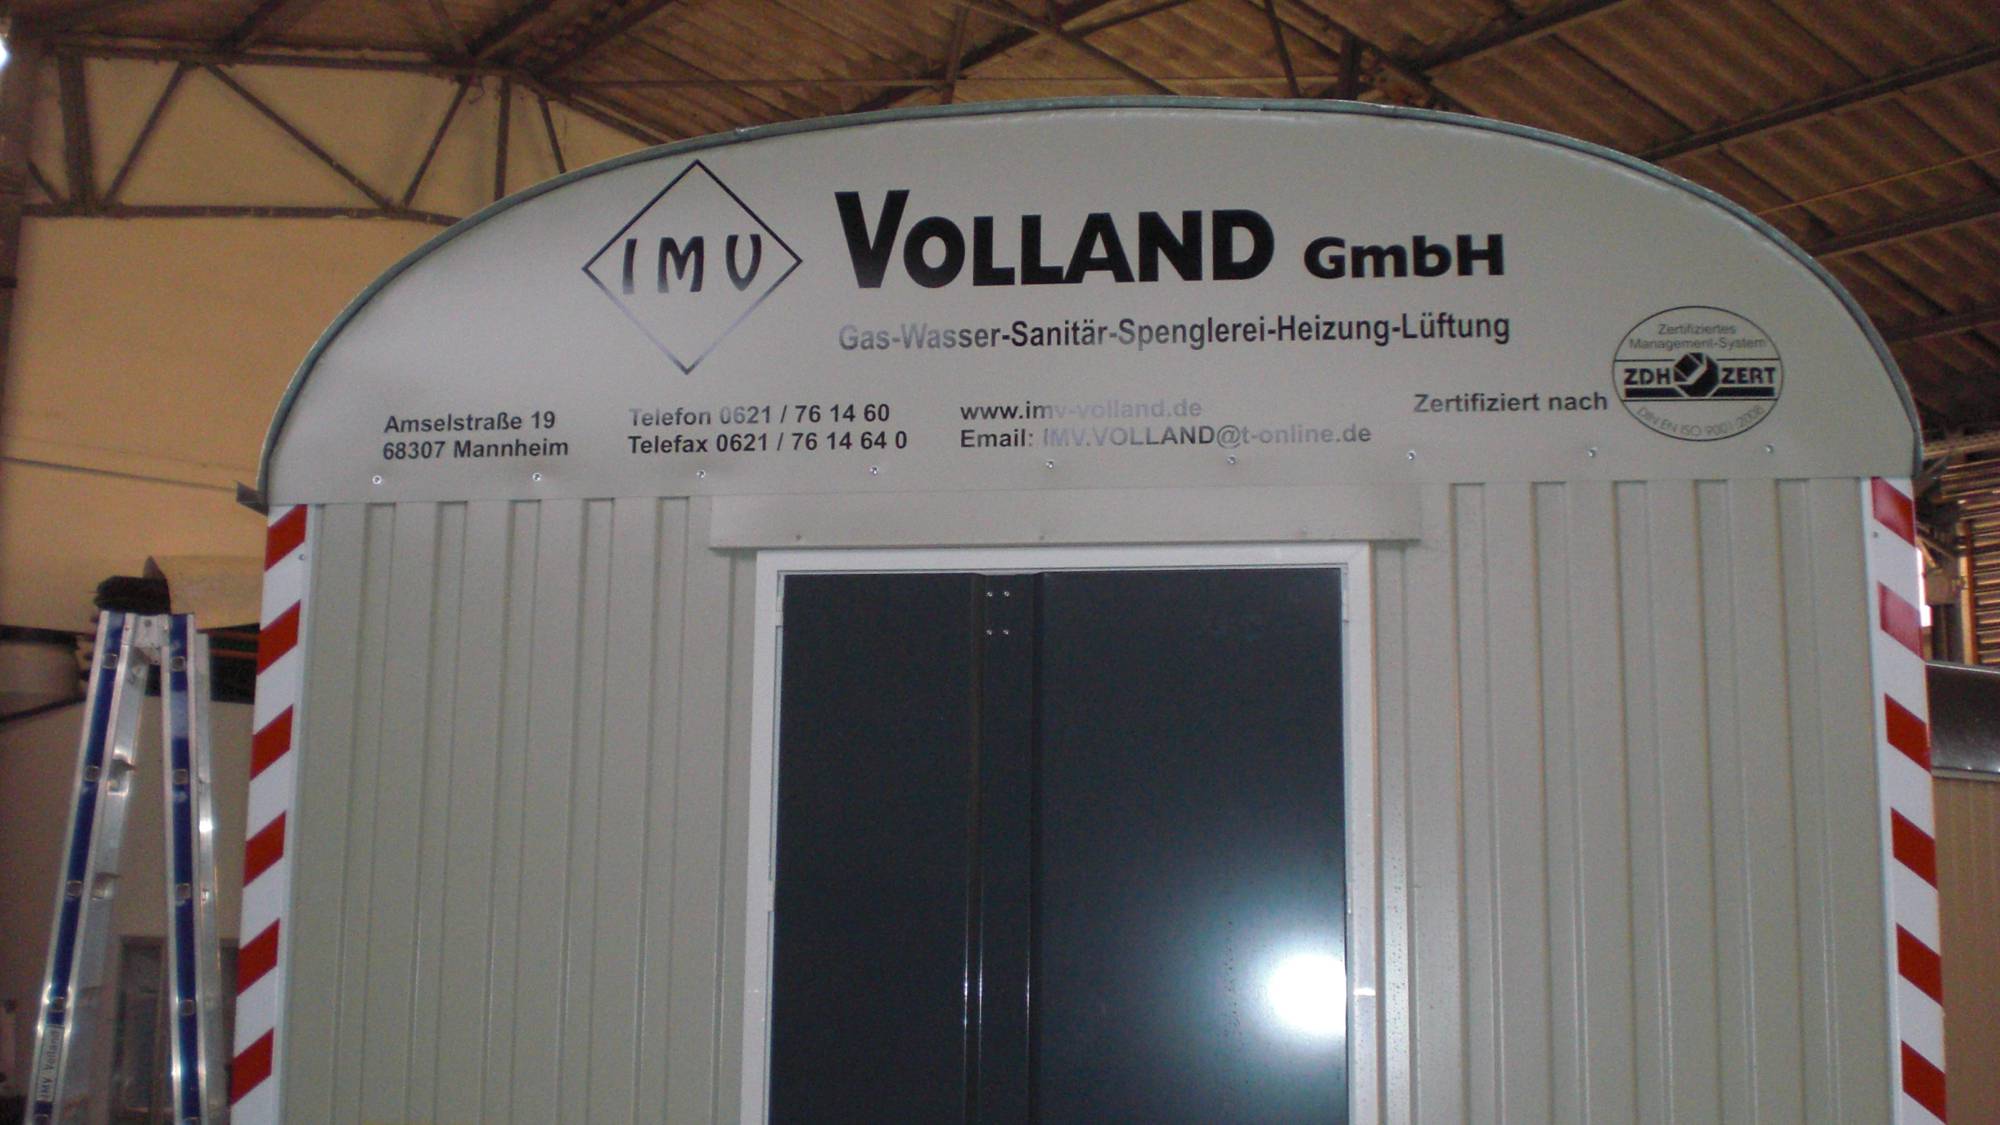 IMV
VOLLAND GmbH
Gas-Wasser-Sanitär-Spenglerei-Heizung-Lüftung
Amselstraße 19
68307 Mannheim
Telefon 0621 / 76 14 60
Telefax 0621 / 76 14 64 0
www.imv-volland.de
Email: IMV.VOLLAND@t-online.de
Zertifiziert nach
Zertifiziertes
Management-System
ZDH ZERT
DIN EN ISO 9001:2008
IMV Volland